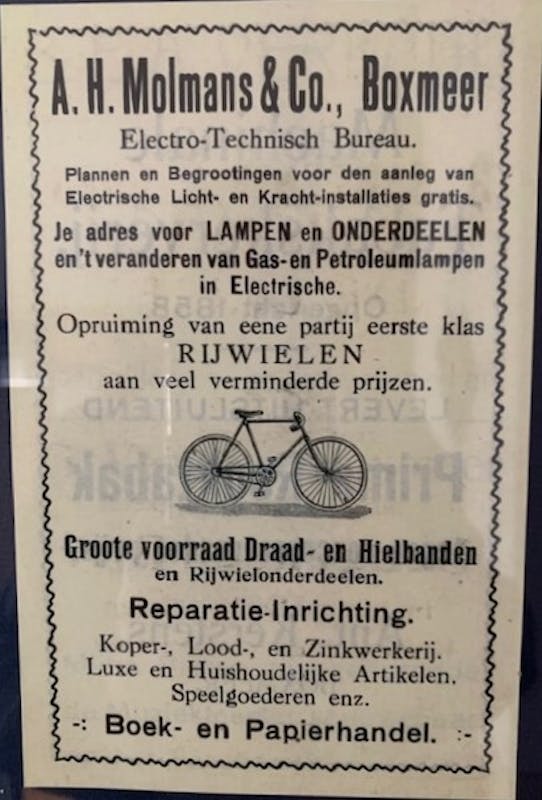 A. H. Molmans & Co., Boxmeer
Electro-Technisch Bureau.
Plannen en Begrootingen voor den aanleg van
Electrische Licht- en Kracht-installaties gratis.
Je adres voor LAMPEN en ONDERDEELEN
en 't veranderen van Gas- en Petroleumlampen
in Electrische.
Opruiming van eene partij eerste klas
RIJWIELEN
aan veel verminderde prijzen.
Groote voorraad Draad- en Hielbanden
en Rijwielonderdeelen.
Reparatie-Inrichting.
Koper-, Lood-, en Zinkwerkerij.
Luxe en Huishoudelijke Artikelen.
Speelgoederen enz.
-: Boek- en Papierhandel. :-